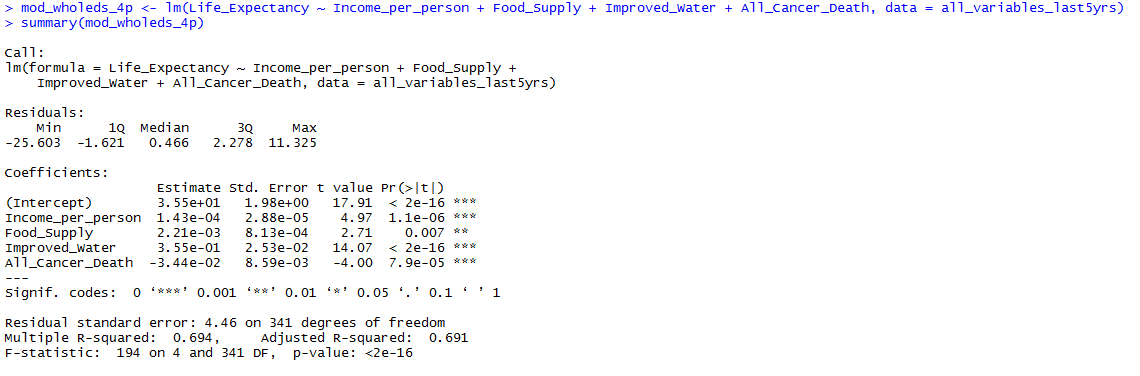 > mod_wholeds_4p <- lm(Life_Expectancy ~ Income_per_person + Food_Supply + Improved_Water + All_Cancer_Death, data = all_variables_last5yrs)
> summary(mod_wholeds_4p)

Call:
lm(formula = Life_Expectancy ~ Income_per_person + Food_Supply +
    Improved_Water + All_Cancer_Death, data = all_variables_last5yrs)

Residuals:
    Min      1Q  Median      3Q     Max
-25.603  -1.621   0.466   2.278  11.325

Coefficients:
                   Estimate Std. Error t value Pr(>|t|)
(Intercept)        3.55e+01   1.98e+00   17.91  < 2e-16 ***
Income_per_person  1.43e-04   2.88e-05    4.97  1.1e-06 ***
Food_Supply        2.21e-03   8.13e-04    2.71    0.007 **
Improved_Water     3.55e-01   2.53e-02   14.07  < 2e-16 ***
All_Cancer_Death  -3.44e-02   8.59e-03   -4.00  7.9e-05 ***
---
Signif. codes:  0 ‘***’ 0.001 ‘**’ 0.01 ‘*’ 0.05 ‘.’ 0.1 ‘ ’ 1

Residual standard error: 4.46 on 341 degrees of freedom
Multiple R-squared:  0.694,    Adjusted R-squared:  0.691
F-statistic:  194 on 4 and 341 DF,  p-value: <2e-16